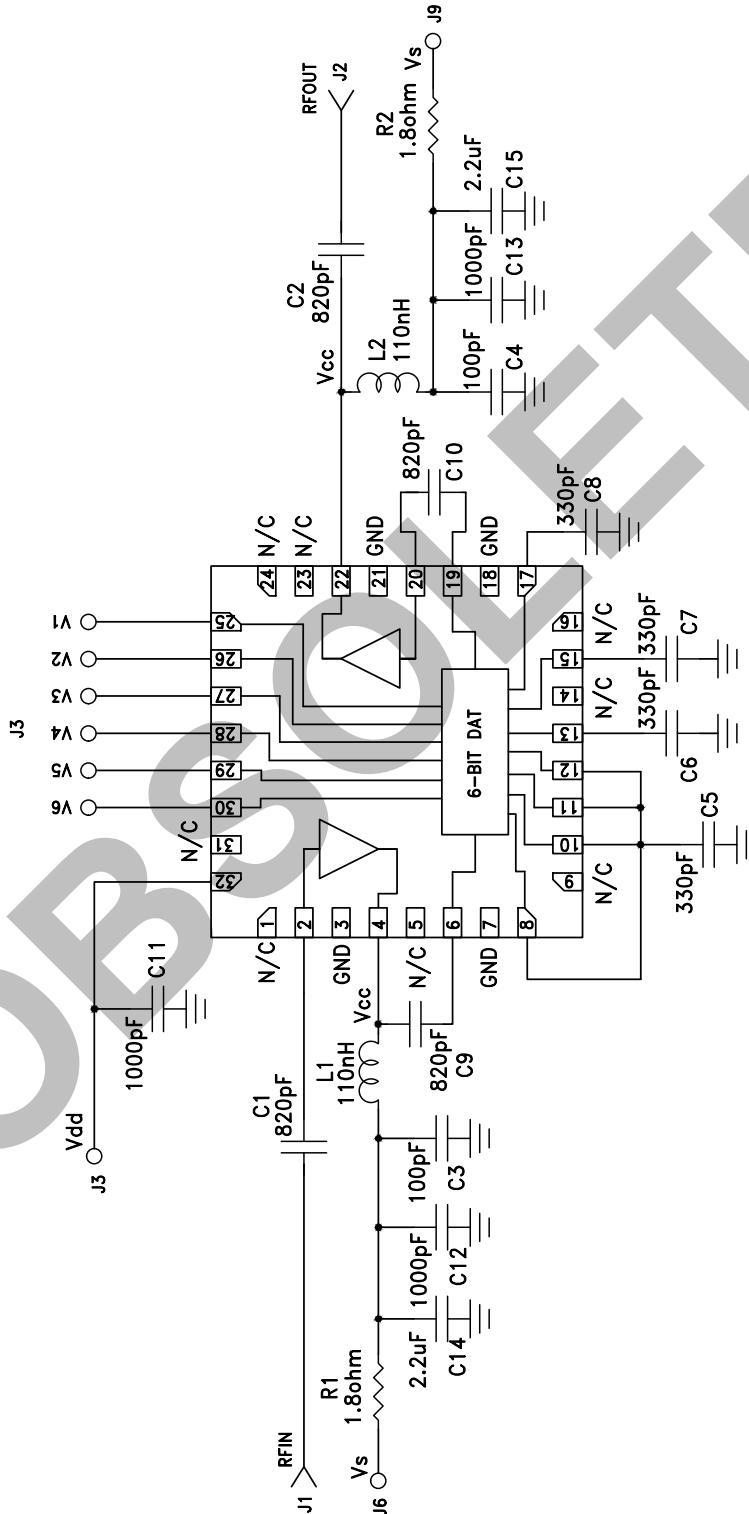 J3
V6
V5
V4
V3
V2
V1
Vdd
J3
1000pF
C11
N/C
32
31
30
29
28
27
26
25
N/C
1
2
GND
3
4
N/C
5
6
GND
7
8
24
N/C
23
N/C
22
21
GND
20
19
18
GND
17
9
N/C
10
11
12
13
14
N/C
15
16
N/C
6-BIT DAT
J1
RFIN
C1
820pF
J6
Vs
R1
1.8ohm
2.2uF
C14
1000pF
C12
100pF
C3
L1
110nH
Vcc
820pF
C9
330pF
C5
330pF
C6
330pF
C7
330pF
C8
820pF
C10
Vcc
L2
110nH
C2
820pF
RFOUT
J2
100pF
C4
1000pF
C13
2.2uF
C15
R2
1.8ohm
Vs
J9
OBSOLETE